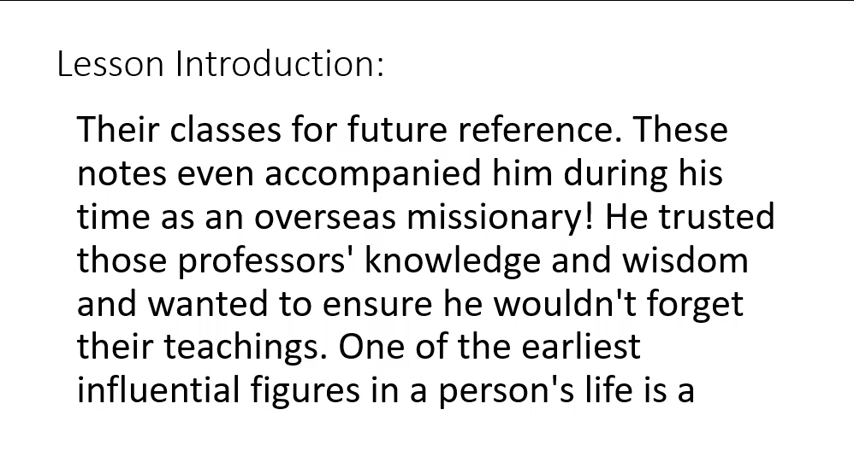 Lesson Introduction:
Their classes for future reference. These
notes even accompanied him during his
time as an overseas missionary! He trusted
those professors' knowledge and wisdom
and wanted to ensure he wouldn't forget
their teachings. One of the earliest
influential figures in a person's life is a